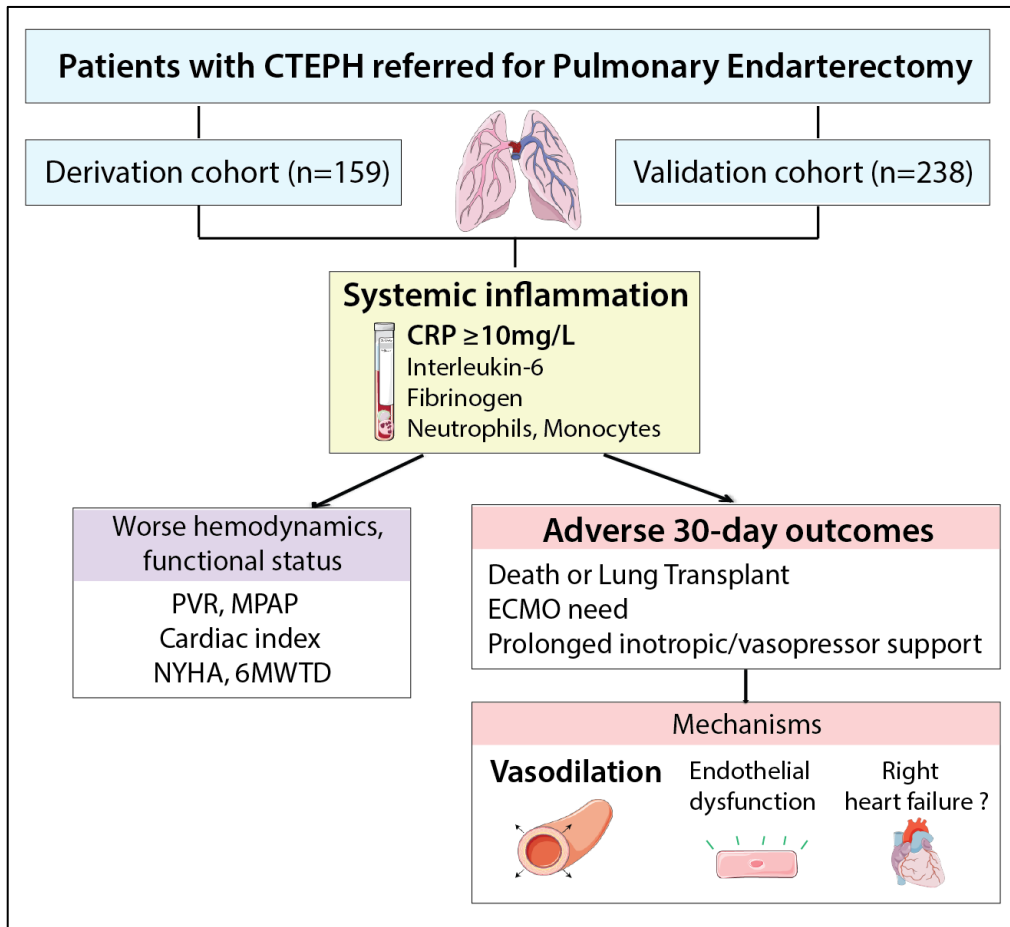 Patients with CTEPH referred for Pulmonary Endarterectomy
Derivation cohort (n=159)
Validation cohort (n=238)
Systemic inflammation
CRP ≥10mg/L
Interleukin-6
Fibrinogen
Neutrophils, Monocytes
Worse hemodynamics,
functional status
PVR, MPAP
Cardiac index
NYHA, 6MWTD
Adverse 30-day outcomes
Death or Lung Transplant
ECMO need
Prolonged inotropic/vasopressor support
Mechanisms
Vasodilation
Endothelial
dysfunction
Right
heart failure ?